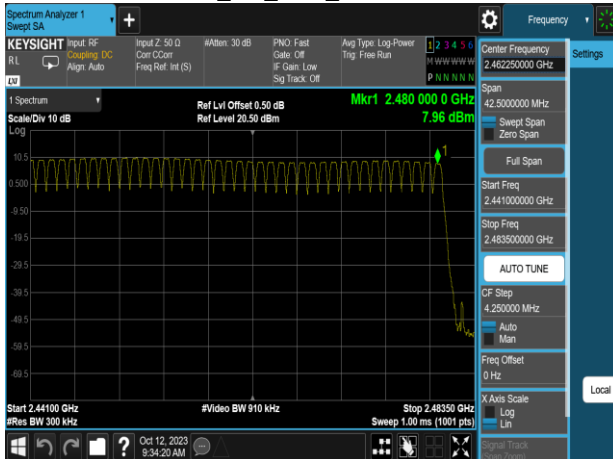 Spectrum Analyzer 1
Swept SA
Frequency
KEYSIGHT
RL
LXI
Input: RF
Coupling: DC
Align: Auto
Input Z: 50 Ω
Corr CCorr
Freq Ref: Int (S)
#Atten: 30 dB
PNO: Fast
Gate: Off
IF Gain: Low
Sig Track: Off
Avg Type: Log-Power
Trig: Free Run
1 2 3 4 5 6
M W W W W W
P N N N N N
1 Spectrum
Scale/Div 10 dB
Log
Ref Lvl Offset 0.50 dB
Ref Level 20.50 dBm
Mkr1 2.480 000 0 GHz
7.96 dBm
1
10.5
0.500
-9.50
-19.5
-29.5
-39.5
-49.5
-59.5
-69.5
Start 2.44100 GHz
#Res BW 300 kHz
#Video BW 910 kHz
Stop 2.48350 GHz
Sweep 1.00 ms (1001 pts)
Oct 12, 2023
9:34:20 AM
?
Center Frequency
2.462250000 GHz
Span
42.5000000 MHz
Swept Span
Zero Span
Full Span
Start Freq
2.441000000 GHz
Stop Freq
2.483500000 GHz
AUTO TUNE
CF Step
4.250000 MHz
Auto
Man
Freq Offset
0 Hz
X Axis Scale
Log
Lin
Signal Track
(Span Zoom)
Settings
Local